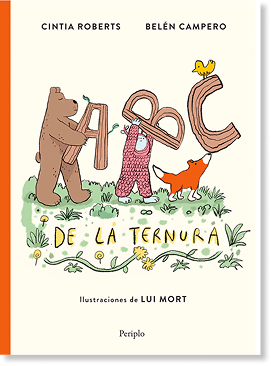 CINTIA ROBERTS BELÉN CAMPERO
ABC
DE LA TERNURA
Ilustraciones de LUI MORT
Periplo